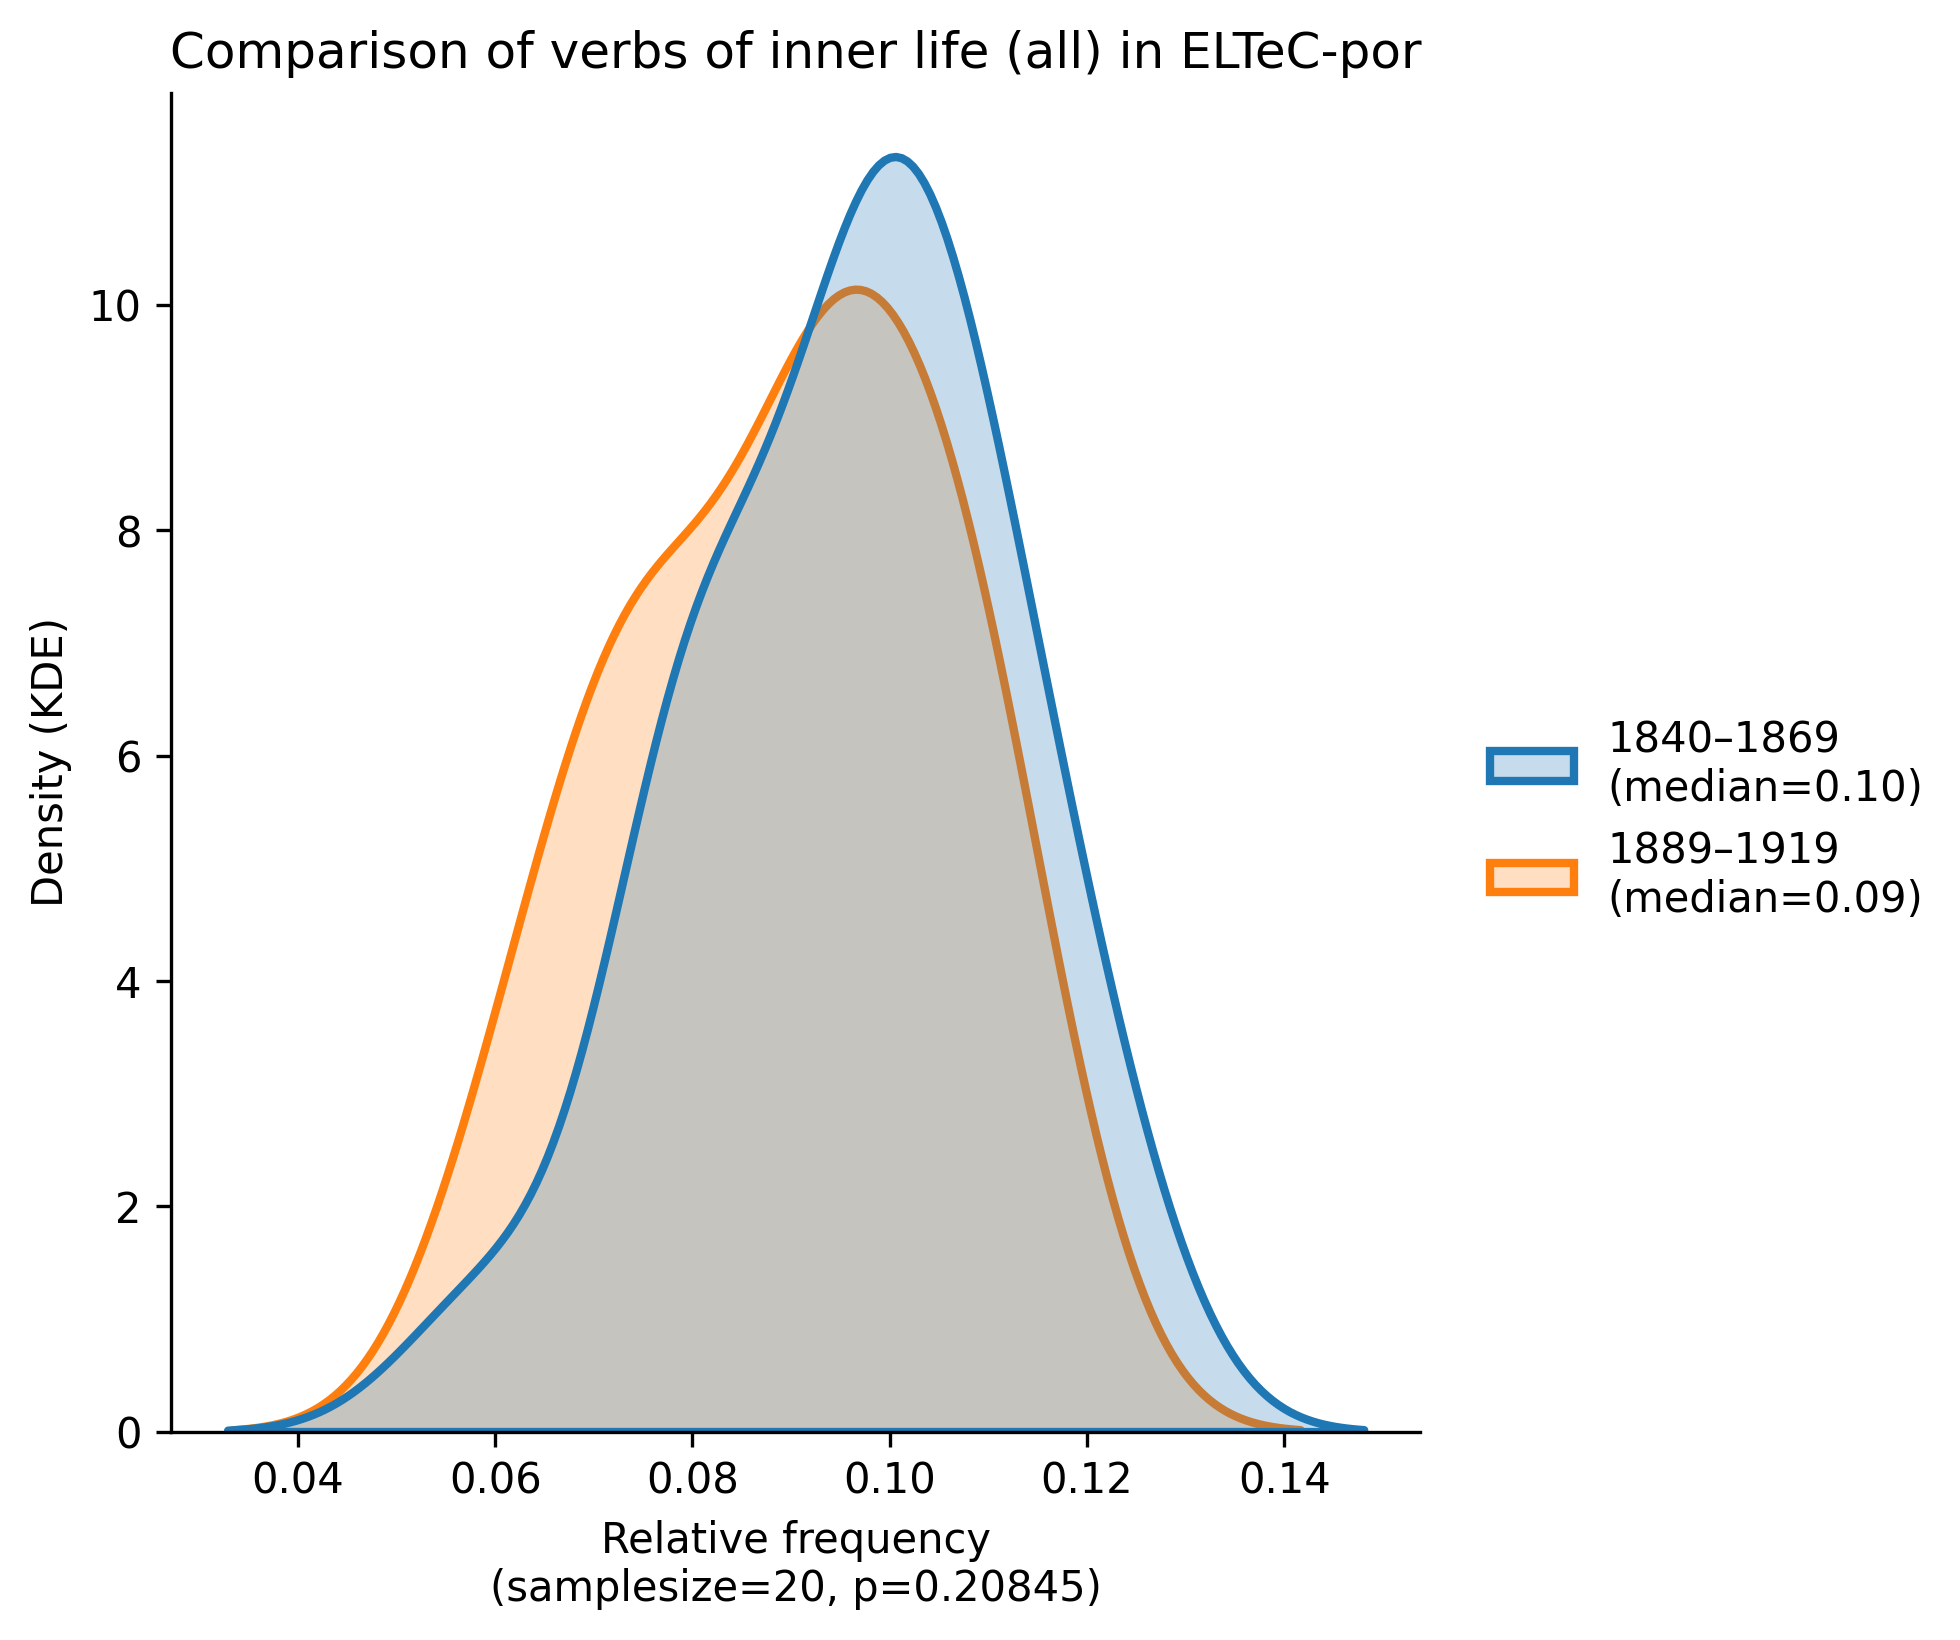 Comparison of verbs of inner life (all) in ELTeC-por
Density (KDE)
10
8
6
4
2
0
0.04 0.06 0.08 0.10 0.12 0.14
Relative frequency
(samplesize=20, p=0.20845)
1840–1869
(median=0.10)
1889–1919
(median=0.09)